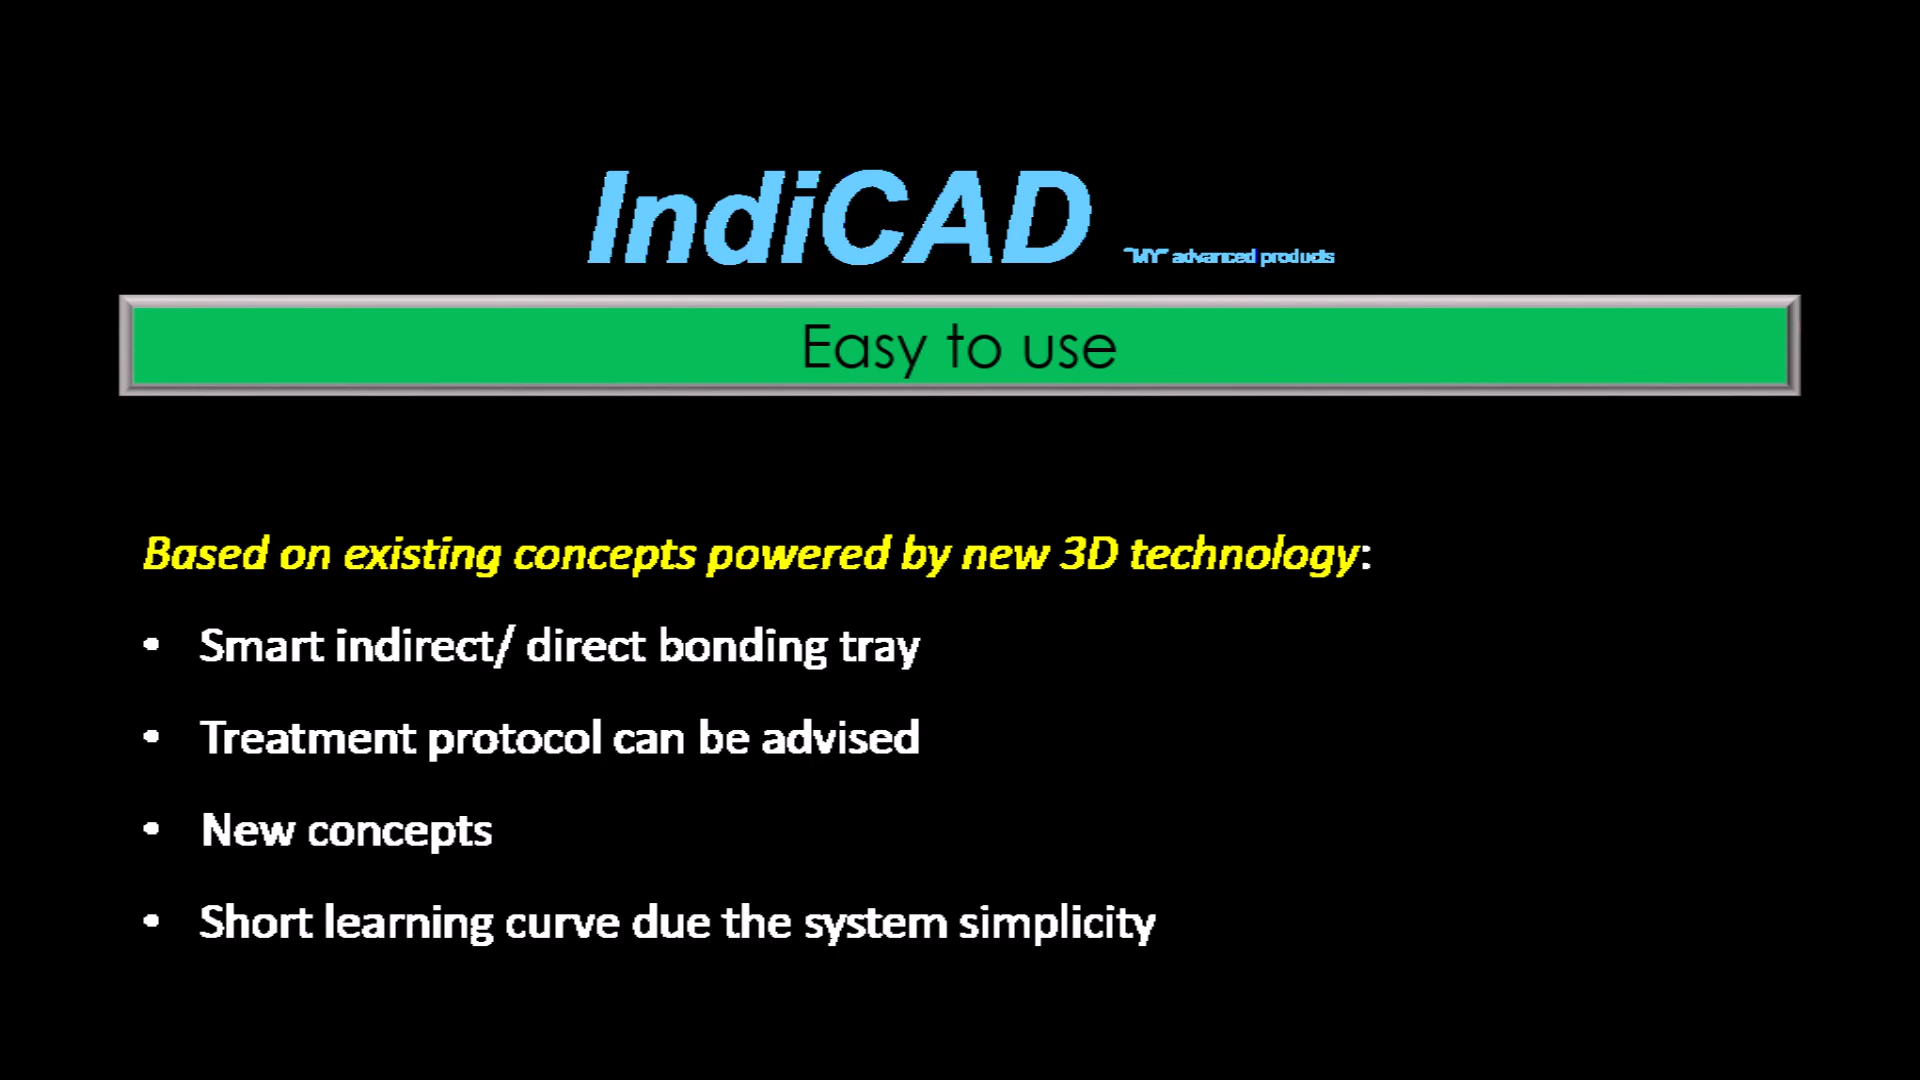 IndiCAD "MY" advanced products
Easy to use
Based on existing concepts powered by new 3D technology:
• Smart indirect/ direct bonding tray
• Treatment protocol can be advised
• New concepts
• Short learning curve due the system simplicity